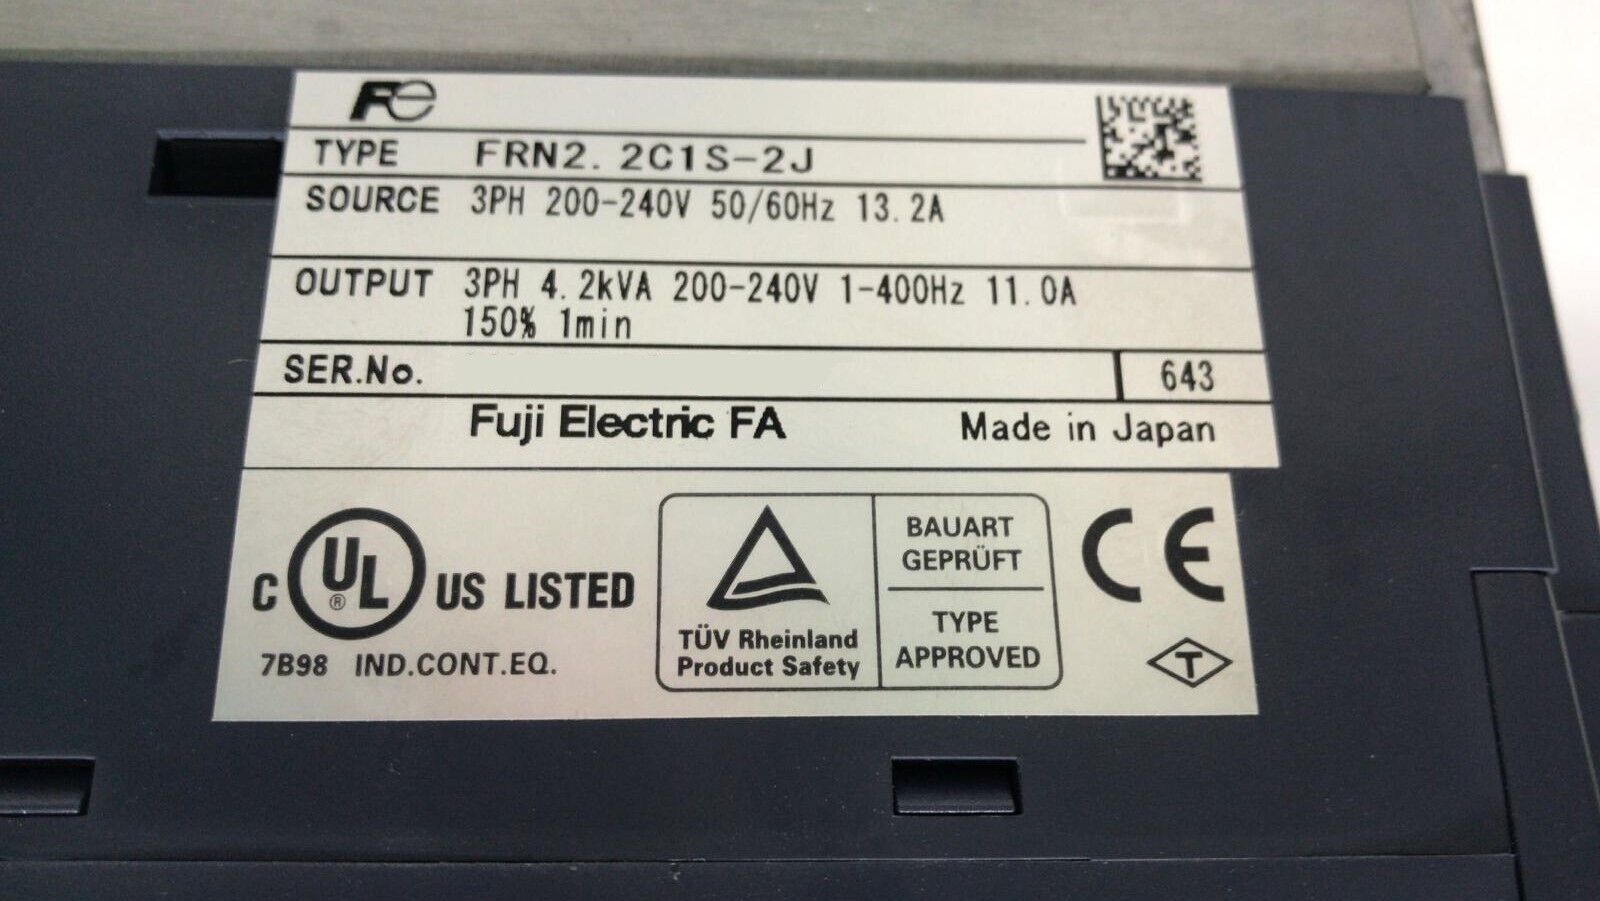 Fe
TYPE FRN2.2C1S-2J
SOURCE 3PH 200-240V 50/60Hz 13.2A
OUTPUT 3PH 4.2kVA 200-240V 1-400Hz 11.0A
150% 1min
SER.No. 643
Fuji Electric FA Made in Japan
C UL ® US LISTED
7B98 IND.CONT.EQ.
TÜV Rheinland
Product Safety
BAUART
GEPRÜFT
TYPE
APPROVED
CE
T